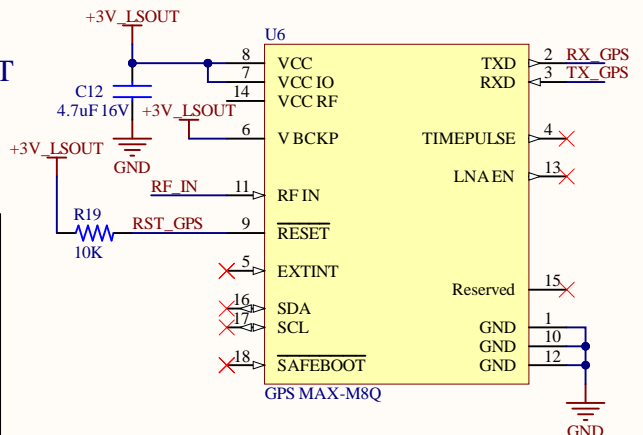 +3V_LSOUT
U6
T
8 VCC
TXD 2 RX_GPS
7 VCC IO
RXD 3 TX_GPS
C12
14 VCC RF
4.7uF 16V
+3V_LSOUT
6 V BCKP
TIMEPULSE 4
+3V_LSOUT
GND
LNA EN 13
RF_IN 11 RF IN
R19
RST_GPS 9 RESET
10K
5 EXTINT
Reserved 15
16 SDA
17 SCL
GND 1
GND 10
GND 12
18 SAFEBOOT
GPS MAX-M8Q
GND